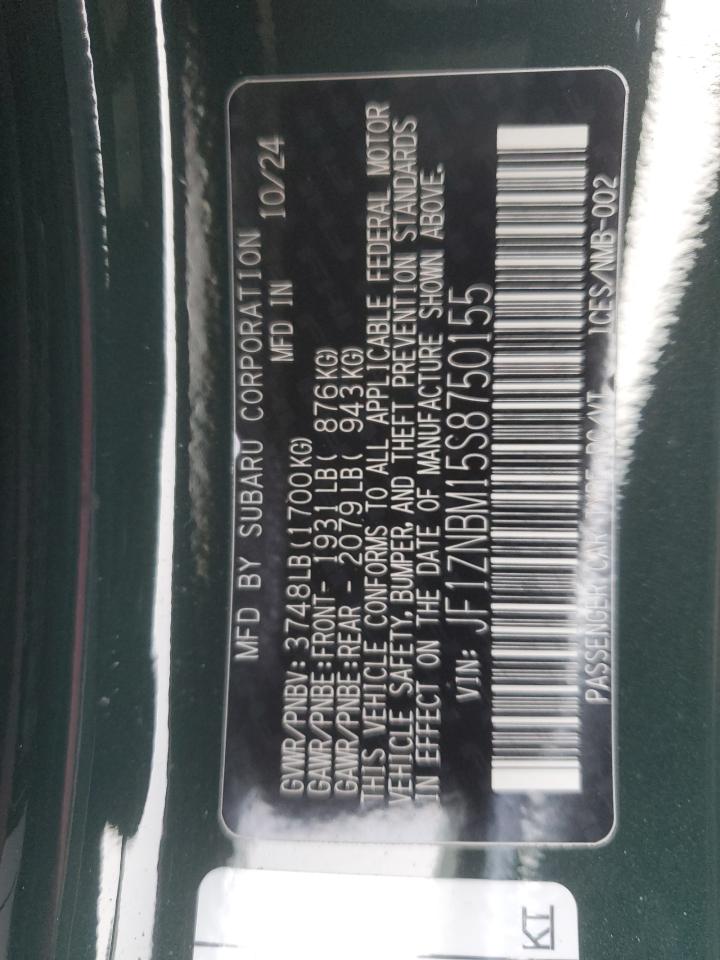 MFD BY SUBARU CORPORATION
MFD IN 10/24
GVWR/PNBV: 3748LB(1700KG)
GAWR/PNBE:FRONT- 1931LB( 876KG)
GAWR/PNBE:REAR - 2079LB( 943KG)
THIS VEHICLE CONFORMS TO ALL APPLICABLE FEDERAL MOTOR
VEHICLE SAFETY, BUMPER, AND THEFT PREVENTION STANDARDS
IN EFFECT ON THE DATE OF MANUFACTURE SHOWN ABOVE.
VIN: JF1ZNBM15S8750155
PASSENGER CAR ICES/NMB-002
KT